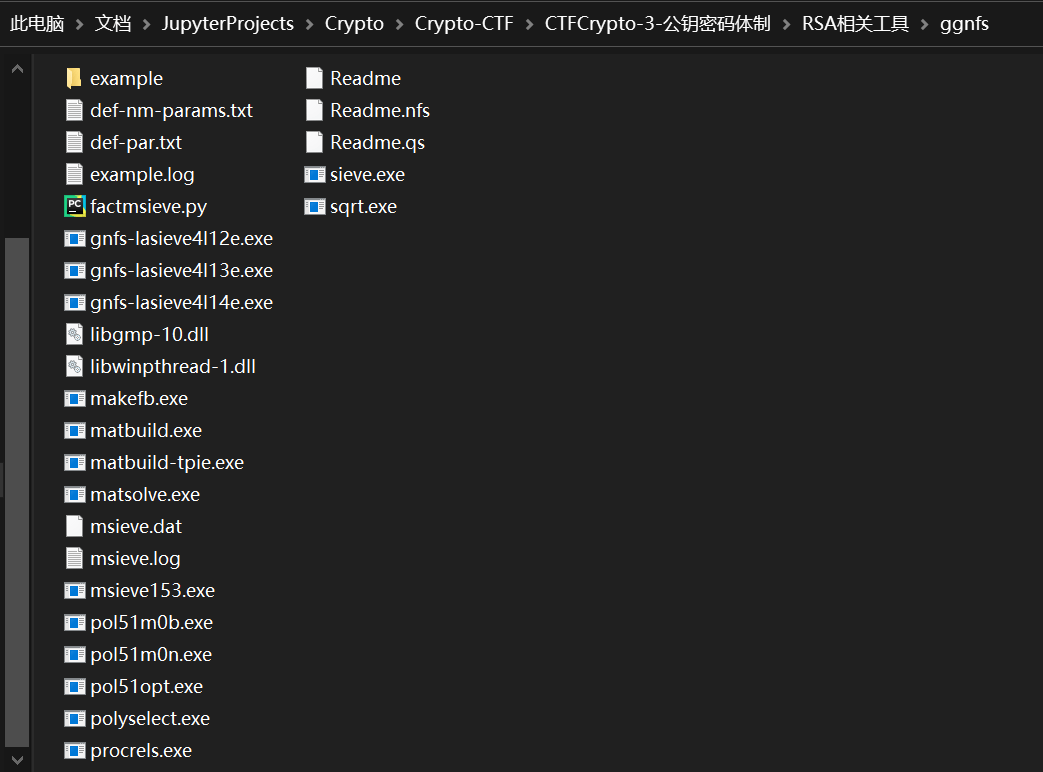 此电脑 > 文档 > JupyterProjects > Crypto > Crypto-CTF > CTFCrypto-3-公钥密码体制 > RSA相关工具 > ggnfs
example
def-nm-params.txt
def-par.txt
example.log
factmsieve.py
gnfs-lasieve4I12e.exe
gnfs-lasieve4I13e.exe
gnfs-lasieve4I14e.exe
libgmp-10.dll
libwinpthread-1.dll
makefb.exe
matbuild.exe
matbuild-tpie.exe
matsolve.exe
msieve.dat
msieve.log
msieve153.exe
pol51m0b.exe
pol51m0n.exe
pol51opt.exe
polyselect.exe
procrels.exe
Readme
Readme.nfs
Readme.qs
sieve.exe
sqrt.exe